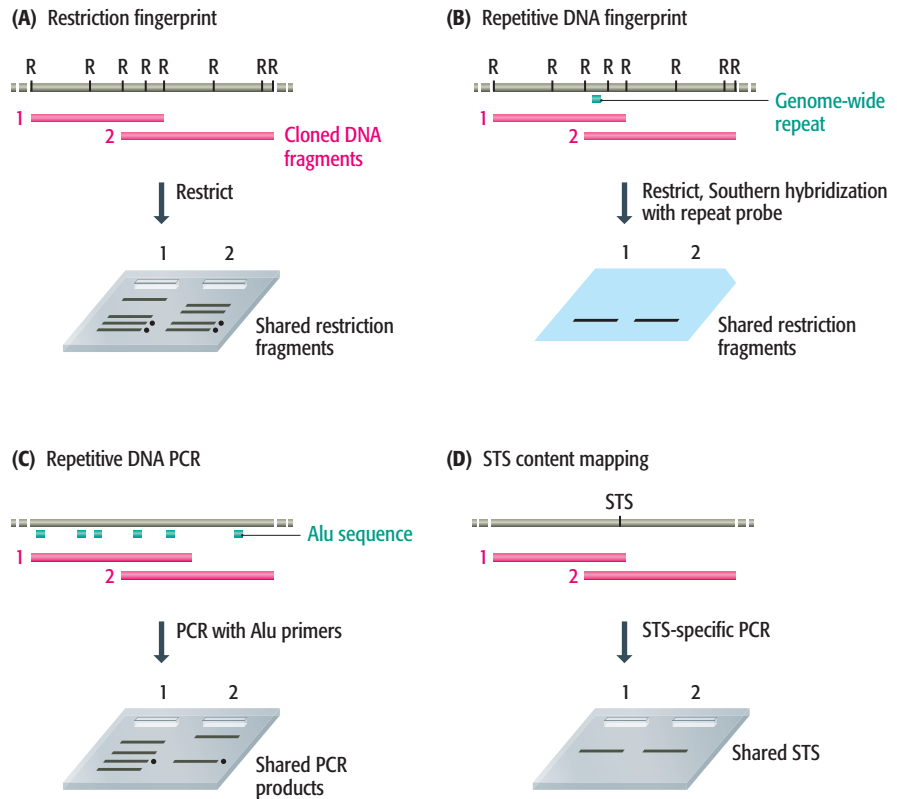 (A) Restriction fingerprint
R R R R R R R R
1
2
Cloned DNA
fragments
Restrict
1 2
Shared restriction
fragments
(B) Repetitive DNA fingerprint
R R R R R R R R
Genome-wide
repeat
1
2
Restrict, Southern hybridization
with repeat probe
1 2
Shared restriction
fragments
(C) Repetitive DNA PCR
Alu sequence
1
2
PCR with Alu primers
1 2
Shared PCR
products
(D) STS content mapping
STS
1
2
STS-specific PCR
1 2
Shared STS